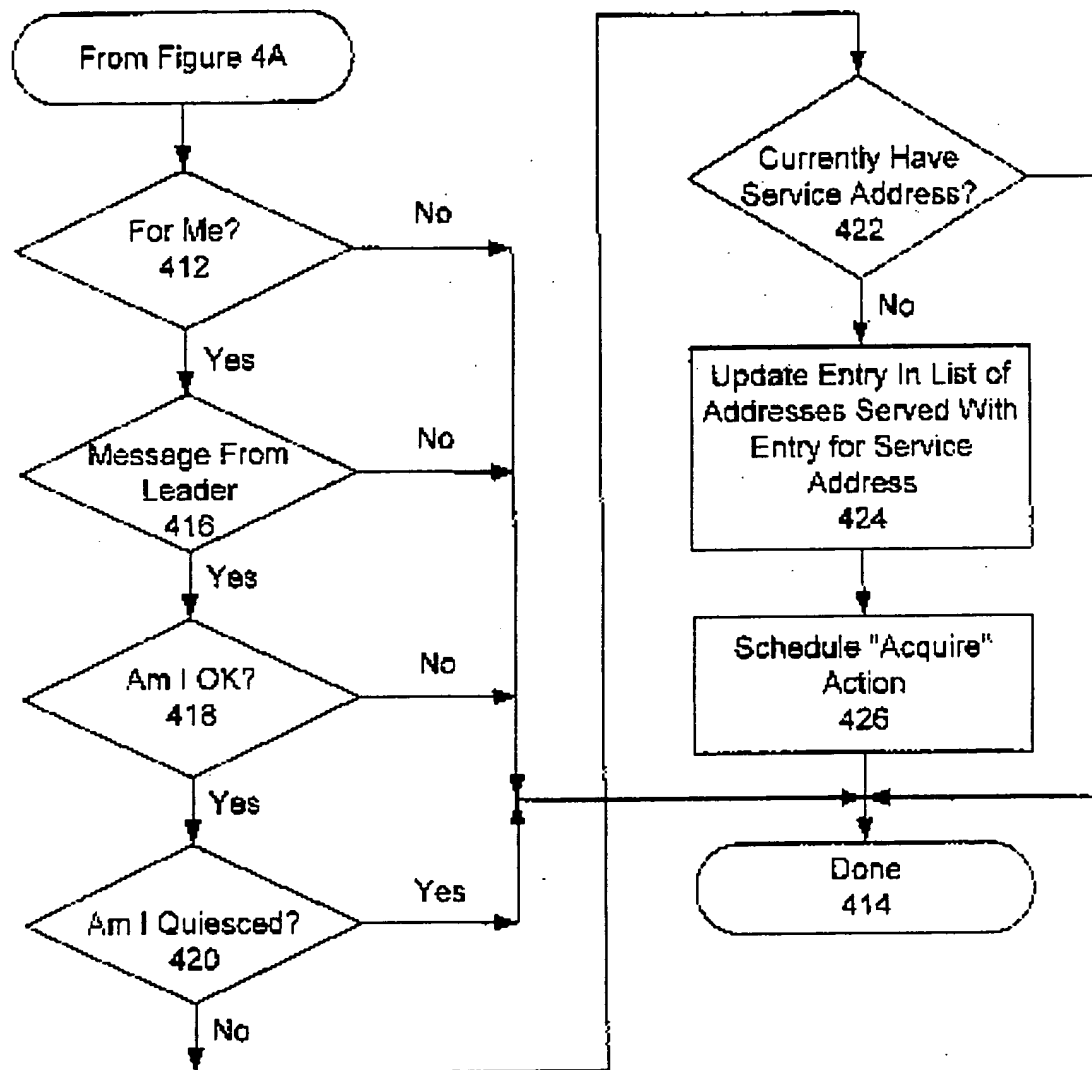 From Figure 4A
For Me?
412
No
Yes
Message From
Leader
416
No
Yes
Am I OK?
418
No
Yes
Am I Quiesced?
420
Yes
No
Currently Have
Service Address?
422
No
Update Entry In List of
Addresses Served With
Entry for Service
Address
424
Schedule "Acquire"
Action
426
Done
414